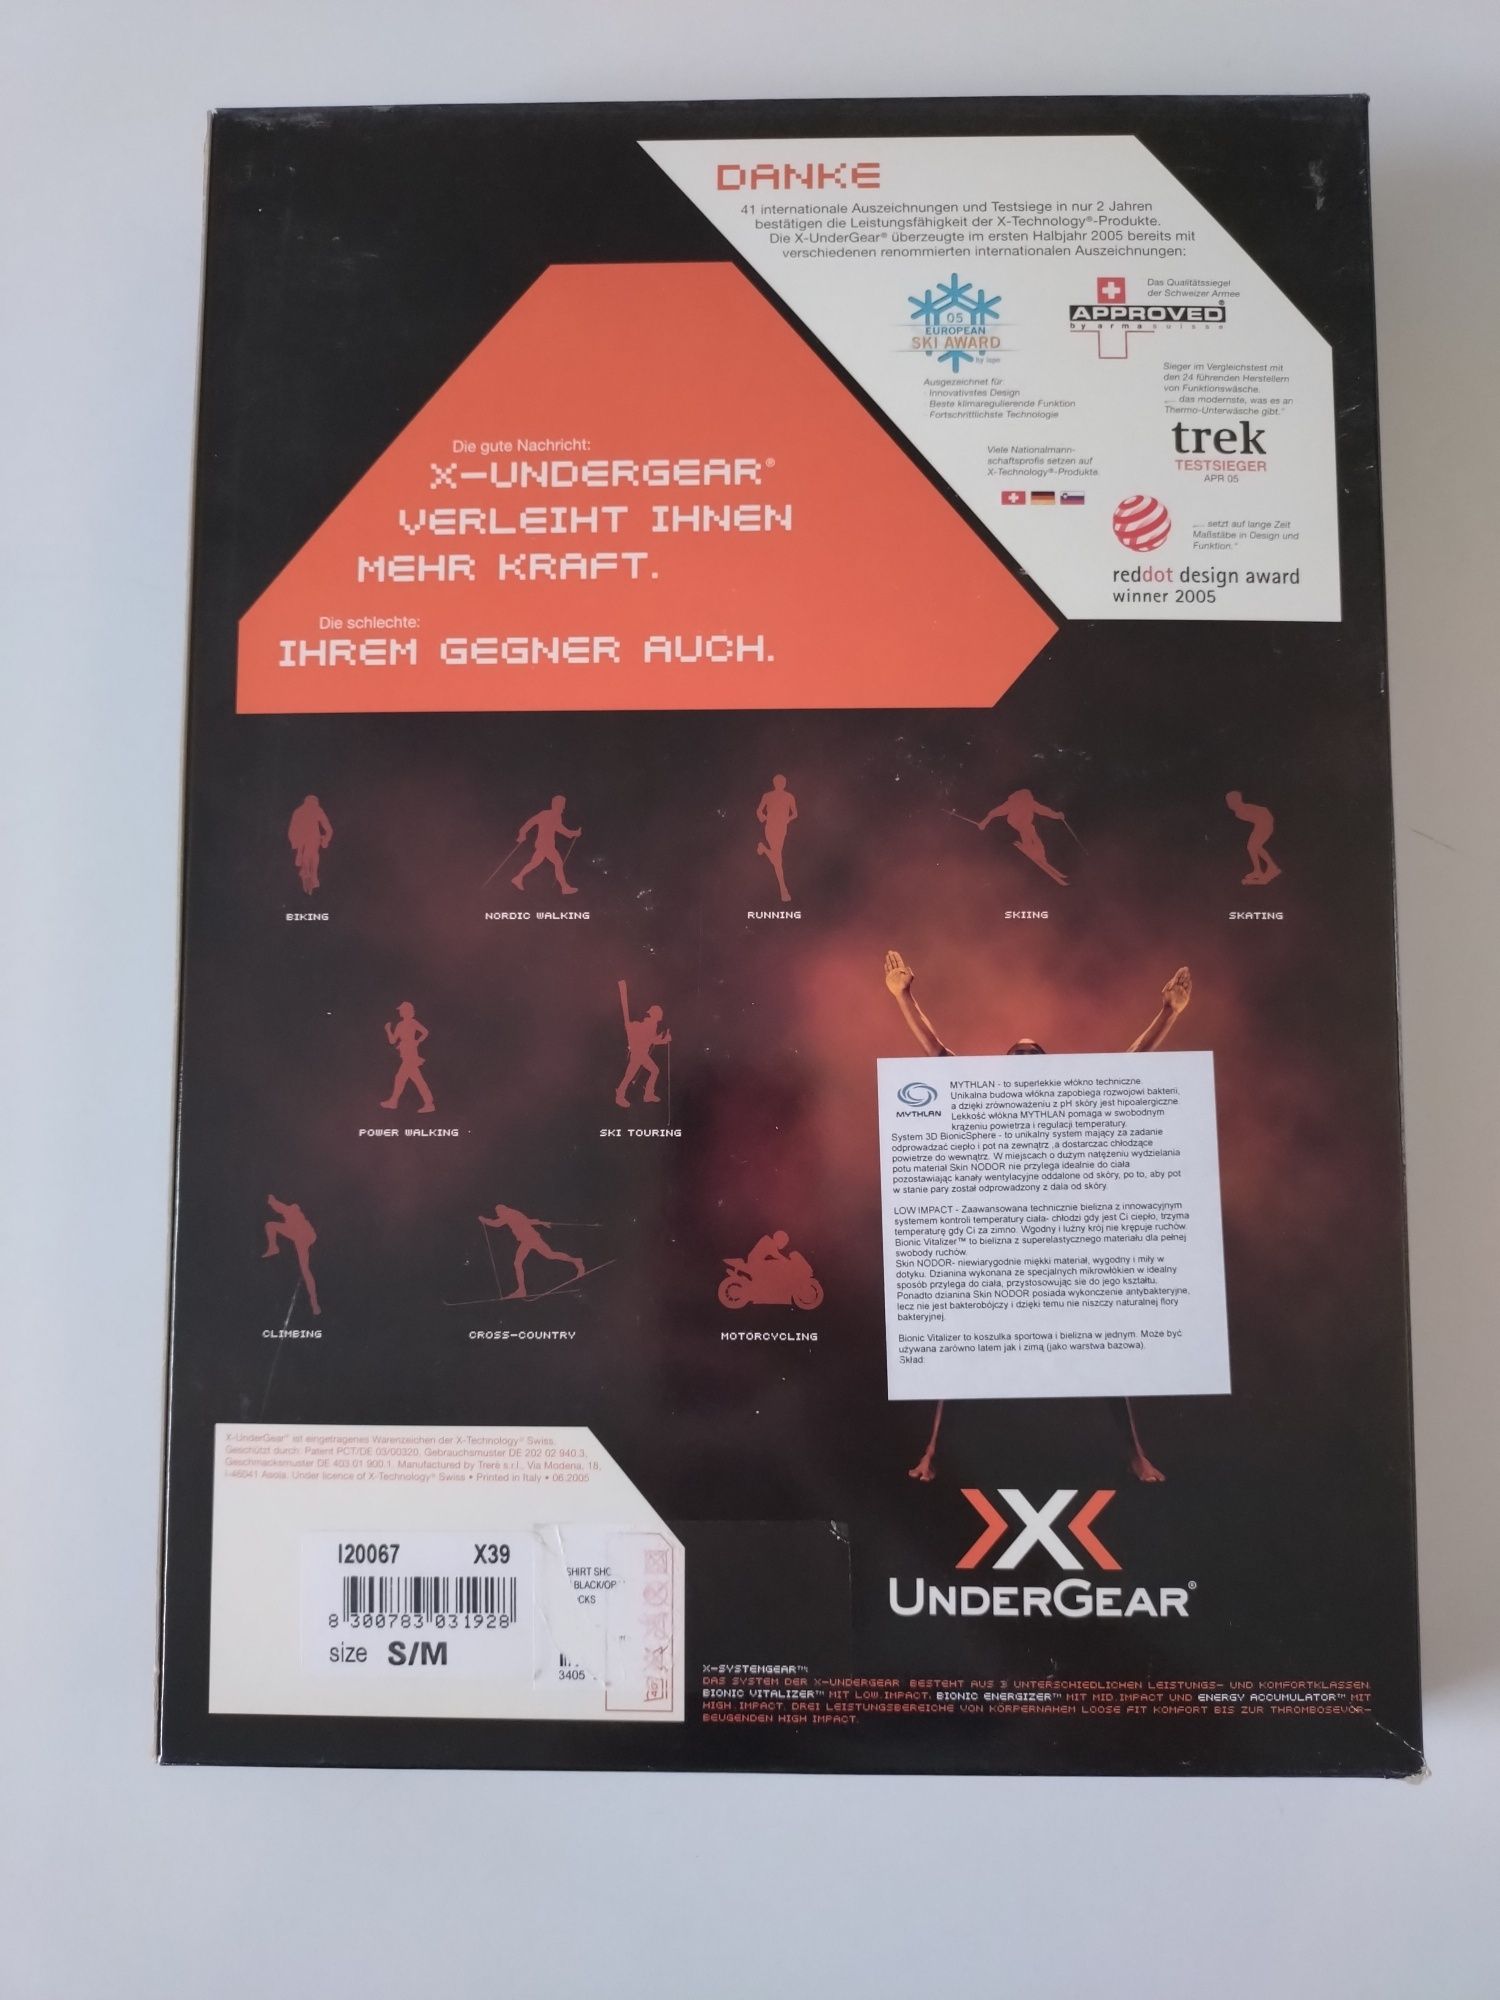 DANKE
41 internationale Auszeichnungen und Testsiege in nur 2 Jahren
bestätigen die Leistungsfähigkeit der X-Technology®-Produkte.
Die X-UnderGear® überzeugte im ersten Halbjahr 2005 bereits mit
verschiedenen renommierten internationalen Auszeichnungen:
05
EUROPEAN
SKI AWARD
by ispo
Ausgezeichnet für:
· Innovativstes Design
· Beste klimaregulierende Funktion
· Fortschrittlichste Technologie
Das Qualitätssiegel
der Schweizer Armee
APPROVED®
by armasuisse
Sieger im Vergleichstest mit
den 24 führenden Herstellern
von Funktionswäsche.
„... das modernste, was es an
Thermo-Unterwäsche gibt."
trek
TESTSIEGER
APR 05
Viele Nationalmann-
schaftsprofis setzen auf
X-Technology®-Produkte.
„... setzt auf lange Zeit
Maßstäbe in Design und
Funktion."
reddot design award
winner 2005
Die gute Nachricht:
X-UNDERGEAR®
VERLEIHT IHNEN
MEHR KRAFT.
Die schlechte:
IHREM GEGNER AUCH.
BIKING
NORDIC WALKING
RUNNING
SKIING
SKATING
POWER WALKING
SKI TOURING
CLIMBING
CROSS-COUNTRY
MOTORCYCLING
MYTHLAN
MYTHLAN - to superlekkie włókno techniczne.
Unikalna budowa włókna zapobiega rozwojowi bakterii,
a dzięki zrównoważeniu z pH skóry jest hipoalergiczne.
Lekkość włókna MYTHLAN pomaga w swobodnym
krążeniu powietrza i regulacji temperatury.
System 3D BionicSphere - to unikalny system mający za zadanie
odprowadzać ciepło i pot na zewnątrz ,a dostarczac chłodzące
powietrze do wewnątrz. W miejscach o dużym natężeniu wydzielania
potu materiał Skin NODOR nie przylega idealnie do ciała
pozostawiając kanały wentylacyjne oddalone od skóry, po to, aby pot
w stanie pary został odprowadzony z dala od skóry.
LOW IMPACT - Zaawansowana technicznie bielizna z innowacyjnym
systemem kontroli temperatury ciała- chłodzi gdy jest Ci ciepło, trzyma
temperaturę gdy Ci za zimno. Wygodny i luźny krój nie krępuje ruchów.
Bionic Vitalizer™ to bielizna z superelastycznego materiału dla pełnej
swobody ruchów.
Skin NODOR- niewiarygodnie miękki materiał, wygodny i miły w
dotyku. Dzianina wykonana ze specjalnych mikrowłókien w idealny
sposób przylega do ciała, przystosowując sie do jego kształtu.
Ponadto dzianina Skin NODOR posiada wykończenie antybakteryjne,
lecz nie jest bakterobójczy i dzięki temu nie niszczy naturalnej flory
bakteryjnej.
Bionic Vitalizer to koszulka sportowa i bielizna w jednym. Może być
używana zarówno latem jak i zimą (jako warstwa bazowa).
Skład:
X-UnderGear® ist eingetragenes Warenzeichen der X-Technology® Swiss.
Geschützt durch: Patent PCT/DE 03/00320, Gebrauchsmuster DE 202 02 940.3,
Geschmacksmuster DE 403 01 900.1. Manufactured by Trerè s.r.l., Via Modena, 18,
I-46041 Asola. Under licence of X-Technology® Swiss • Printed in Italy • 06.2005
I20067 X39
8 300783 031928
size S/M
SHIRT SHO
BLACK/OP
CKS
3405
X
UNDERGEAR®
X-SYSTEMGEAR™:
DAS SYSTEM DER X-UNDERGEAR BESTEHT AUS 3 UNTERSCHIEDLICHEN LEISTUNGS- UND KOMFORTKLASSEN.
BIONIC VITALIZER™ MIT LOW.IMPACT. BIONIC ENERGIZER™ MIT MID.IMPACT UND ENERGY ACCUMULATOR™ MIT
HIGH.IMPACT. DREI LEISTUNGSBEREICHE VON KÖRPERNAHEM LOOSE FIT KOMFORT BIS ZUR THROMBOSEVOR-
BEUGENDEN HIGH IMPACT.